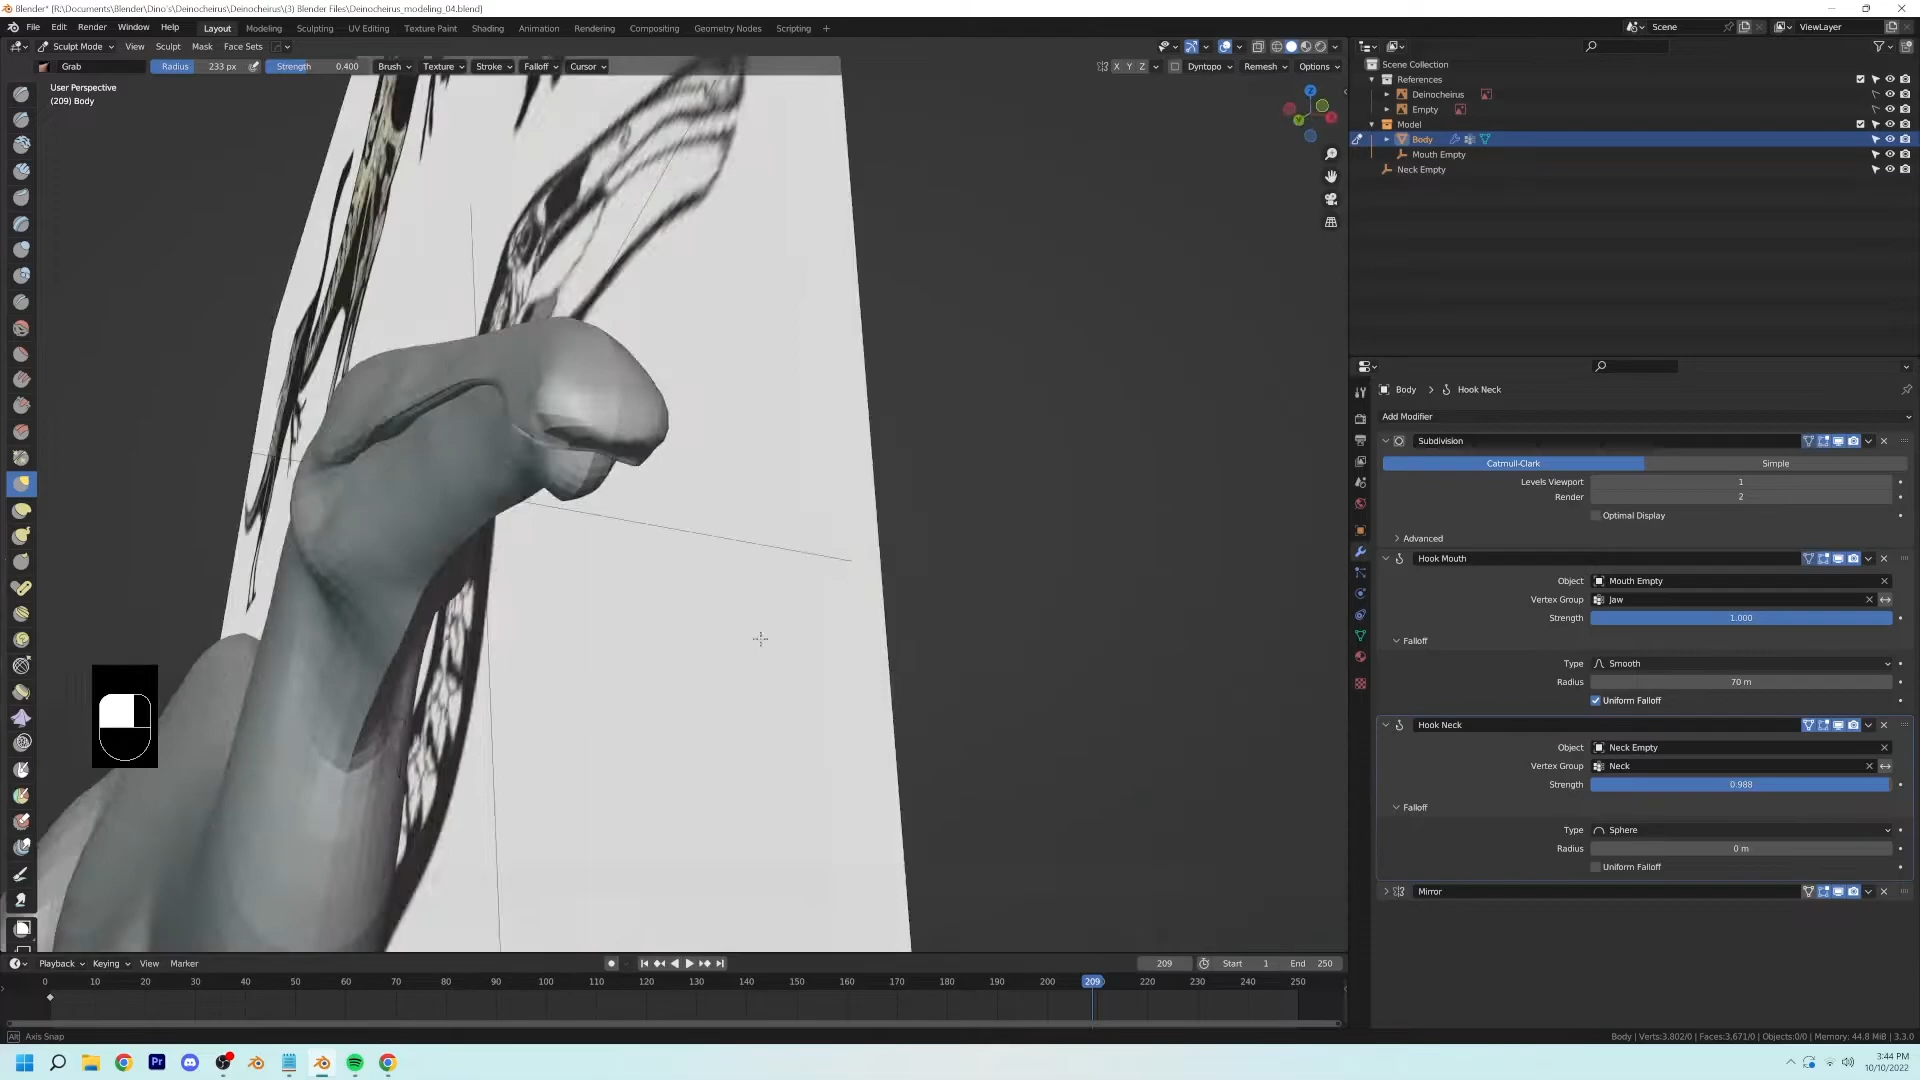 Blender* [R:\Documents\Blender\Dino's\Deinocheirus\Deinocheirus\(3) Blender Files\Deinocheirus_modeling_04.blend]
File Edit Render Window Help Layout Modeling Sculpting UV Editing Texture Paint Shading Animation Rendering Compositing Geometry Nodes Scripting + Scene ViewLayer
Sculpt Mode View Sculpt Mask Face Sets
Grab Radius 233 px Strength 0.400 Brush Texture Stroke Falloff Cursor X Y Z Dyntopo Remesh Options
User Perspective
(209) Body
Z
X
Y
Scene Collection
References
Deinocheirus
Empty
Model
Body
Mouth Empty
Neck Empty
Body > Hook Neck
Add Modifier
Subdivision
Catmull-Clark Simple
Levels Viewport 1
Render 2
Optimal Display
Advanced
Hook Mouth
Object Mouth Empty
Vertex Group Jaw
Strength 1.000
Falloff
Type Smooth
Radius 70 m
Uniform Falloff
Hook Neck
Object Neck Empty
Vertex Group Neck
Strength 0.988
Falloff
Type Sphere
Radius 0 m
Uniform Falloff
Mirror
Playback Keying View Marker 209 Start 1 End 250
0 10 20 30 40 50 60 70 80 90 100 110 120 130 140 150 160 170 180 190 200 209 220 230 240 250
Alt Axis Snap
Body | Verts:3,802/0 | Faces:3,671/0 | Objects:0/0 | Memory: 44.8 MiB | 3.3.0
Pr
3:44 PM
10/10/2022